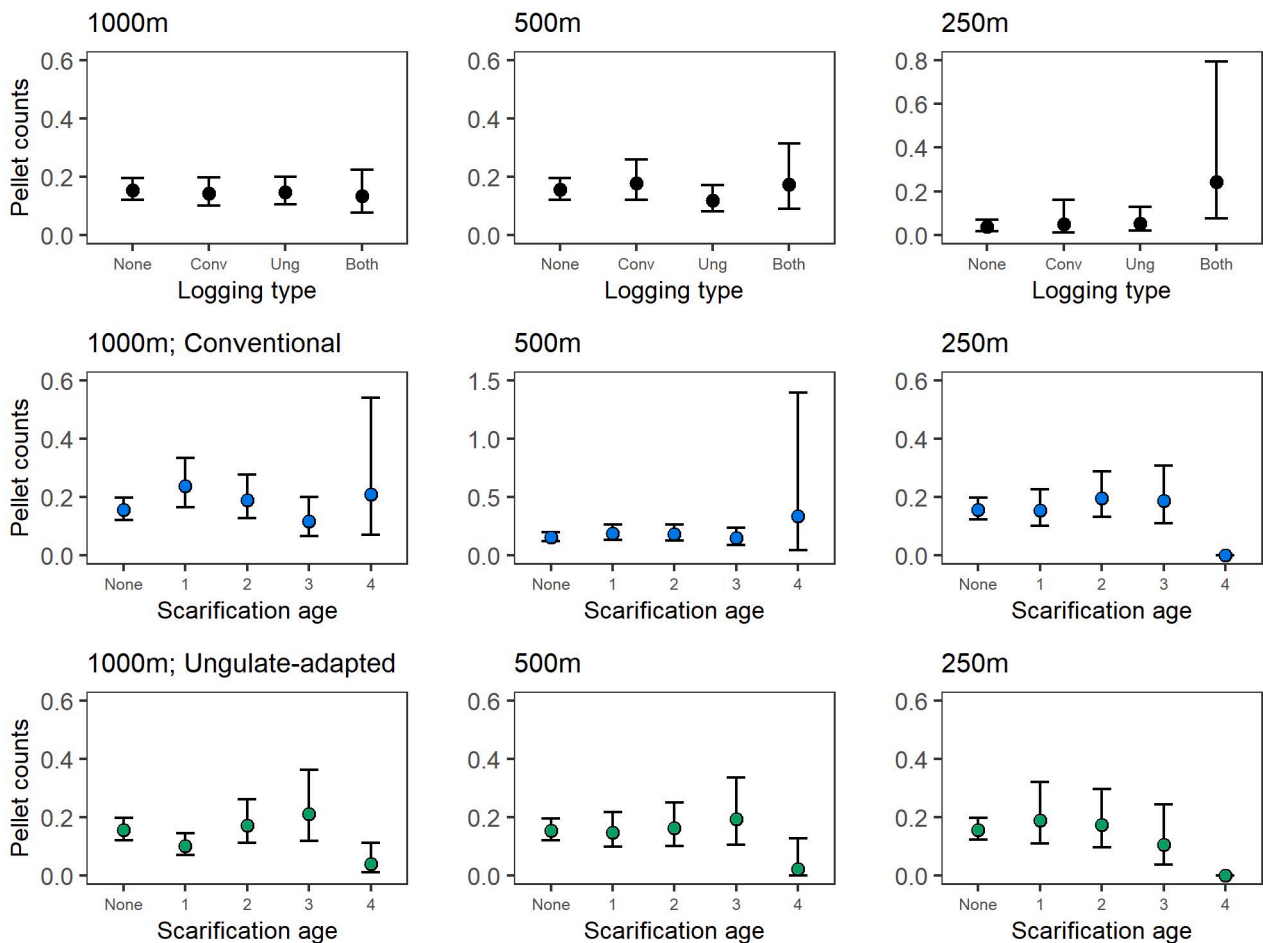 1000m
500m
250m
Pellet counts
0.6
0.4
0.2
0.0
None Conv Ung Both
Logging type
0.6
0.4
0.2
0.0
None Conv Ung Both
Logging type
0.8
0.6
0.4
0.2
0.0
None Conv Ung Both
Logging type
1000m; Conventional
500m
250m
Pellet counts
0.6
0.4
0.2
0.0
None 1 2 3 4
Scarification age
1.5
1.0
0.5
0.0
None 1 2 3 4
Scarification age
0.6
0.4
0.2
0.0
None 1 2 3 4
Scarification age
1000m; Ungulate-adapted
500m
250m
Pellet counts
0.6
0.4
0.2
0.0
None 1 2 3 4
Scarification age
0.6
0.4
0.2
0.0
None 1 2 3 4
Scarification age
0.6
0.4
0.2
0.0
None 1 2 3 4
Scarification age